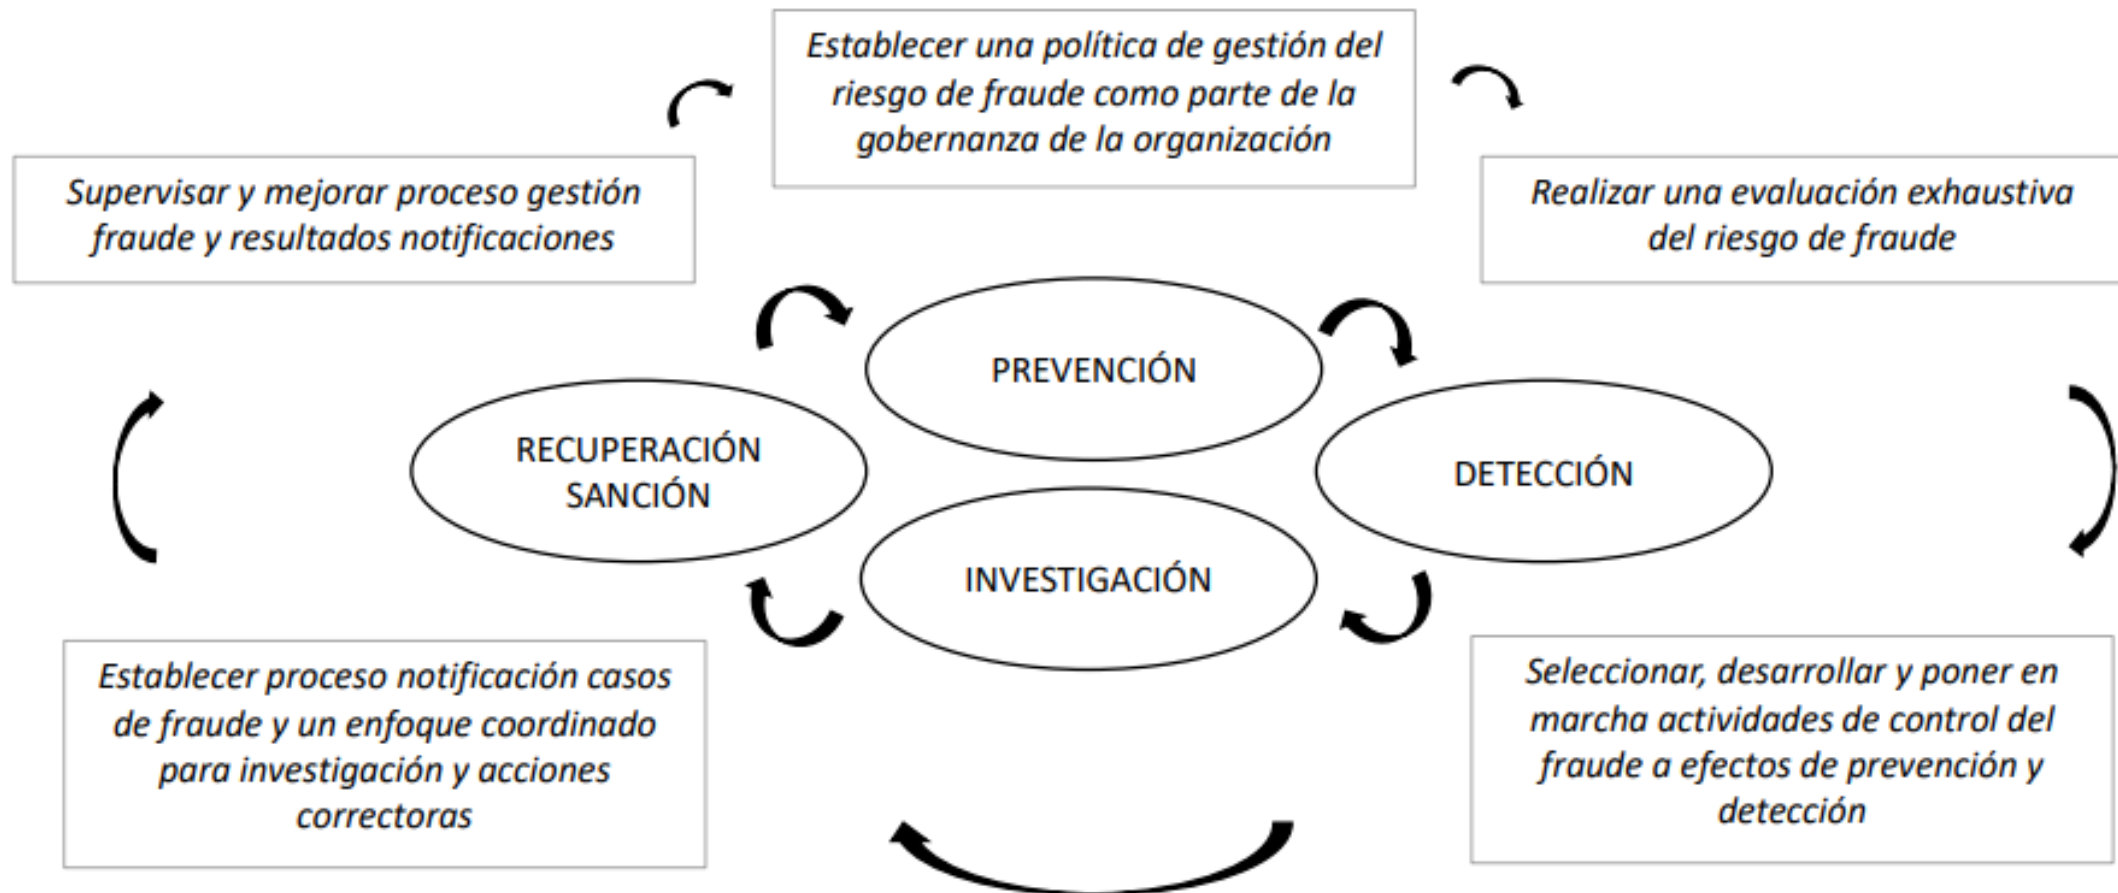 Establecer una política de gestión del
riesgo de fraude como parte de la
gobernanza de la organización
Supervisar y mejorar proceso gestión
fraude y resultados notificaciones
Realizar una evaluación exhaustiva
del riesgo de fraude
PREVENCIÓN
RECUPERACIÓN
SANCIÓN
DETECCIÓN
INVESTIGACIÓN
Establecer proceso notificación casos
de fraude y un enfoque coordinado
para investigación y acciones
correctoras
Seleccionar, desarrollar y poner en
marcha actividades de control del
fraude a efectos de prevención y
detección